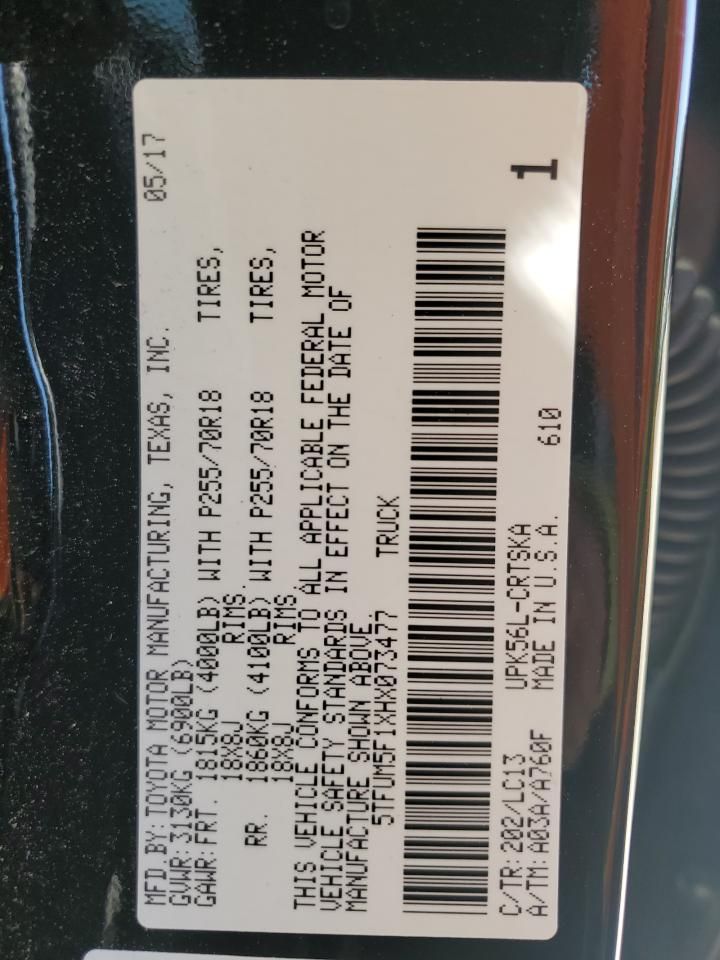 MFD.BY:TOYOTA MOTOR MANUFACTURING, TEXAS, INC. 05/17
GVWR:3130KG (6900LB)
GAWR:FRT. 1815KG (4000LB) WITH P255/70R18 TIRES,
18X8J RIMS,
RR. 1860KG (4100LB) WITH P255/70R18 TIRES,
18X8J RIMS.
THIS VEHICLE CONFORMS TO ALL APPLICABLE FEDERAL MOTOR
VEHICLE SAFETY STANDARDS IN EFFECT ON THE DATE OF
MANUFACTURE SHOWN ABOVE
5TFUM5F1XHX073477 TRUCK
C/TR:202/LC13 UPK56L-CRTSKA 1
A/TM:A03A/A760F MADE IN U.S.A. 610